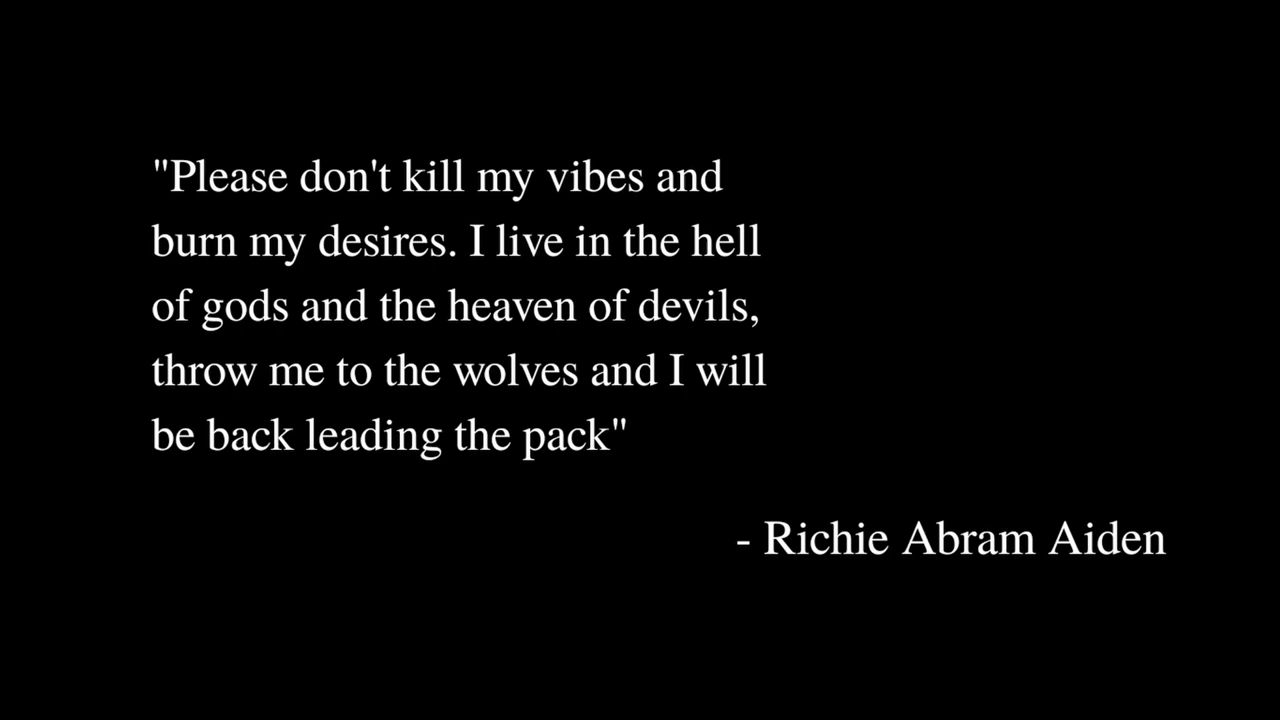 "Please don't kill my vibes and
burn my desires. I live in the hell
of gods and the heaven of devils,
throw me to the wolves and I will
be back leading the pack"
- Richie Abram Aiden